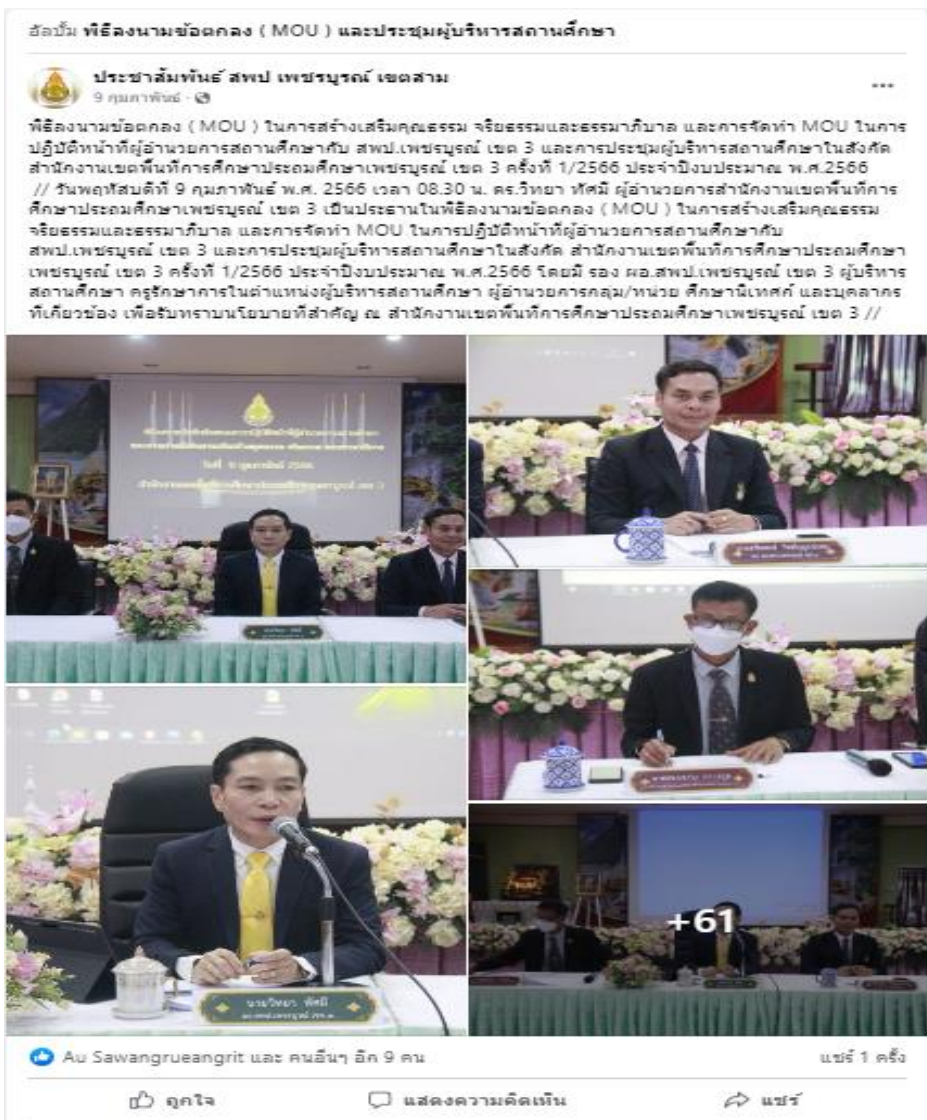 อัลบั้ม พิธีลงนามข้อตกลง ( MOU ) และประชุมผู้บริหารสถานศึกษา
ประชาสัมพันธ์ สพป เพชรบูรณ์ เขตสาม
9 กุมภาพันธ์ ·
พิธีลงนามข้อตกลง ( MOU ) ในการสร้างเสริมคุณธรรม จริยธรรมและธรรมาภิบาล และการจัดทำ MOU ในการ
ปฏิบัติหน้าที่ผู้อำนวยการสถานศึกษากับ สพป.เพชรบูรณ์ เขต 3 และการประชุมผู้บริหารสถานศึกษาในสังกัด
สำนักงานเขตพื้นที่การศึกษาประถมศึกษาเพชรบูรณ์ เขต 3 ครั้งที่ 1/2566 ประจำปีงบประมาณ พ.ศ.2566
// วันพฤหัสบดีที่ 9 กุมภาพันธ์ พ.ศ. 2566 เวลา 08.30 น. ดร.วิทยา ทัศมี ผู้อำนวยการสำนักงานเขตพื้นที่การ
ศึกษาประถมศึกษาเพชรบูรณ์ เขต 3 เป็นประธานในพิธีลงนามข้อตกลง ( MOU ) ในการสร้างเสริมคุณธรรม
จริยธรรมและธรรมาภิบาล และการจัดทำ MOU ในการปฏิบัติหน้าที่ผู้อำนวยการสถานศึกษากับ
สพป.เพชรบูรณ์ เขต 3 และการประชุมผู้บริหารสถานศึกษาในสังกัด สำนักงานเขตพื้นที่การศึกษาประถมศึกษา
เพชรบูรณ์ เขต 3 ครั้งที่ 1/2566 ประจำปีงบประมาณ พ.ศ.2566 โดยมี รอง ผอ.สพป.เพชรบูรณ์ เขต 3 ผู้บริหาร
สถานศึกษา ครูรักษาการในตำแหน่งผู้บริหารสถานศึกษา ผู้อำนวยการกลุ่ม/หน่วย ศึกษานิเทศก์ และบุคลากร
ที่เกี่ยวข้อง เพื่อรับทราบนโยบายที่สำคัญ ณ สำนักงานเขตพื้นที่การศึกษาประถมศึกษาเพชรบูรณ์ เขต 3 //
วันที่ 9 กุมภาพันธ์ 2566
นายวิทยา ทัศมี
+61
Au Sawangrueangrit และ คนอื่นๆ อีก 9 คน
แชร์ 1 ครั้ง
ถูกใจ
แสดงความคิดเห็น
แชร์